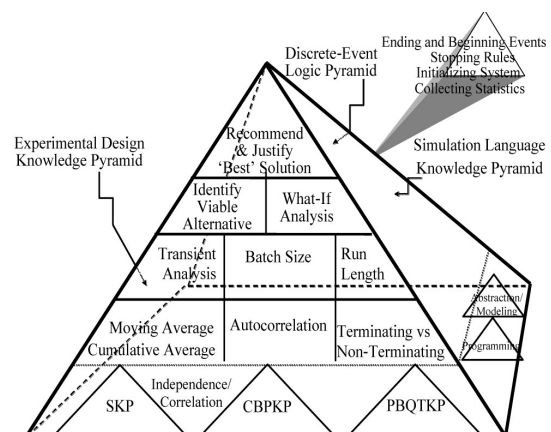 Ending and Beginning Events
Stopping Rules
Initializing System
Collecting Statistics
Discrete-Event
Logic Pyramid
Simulation Language
Knowledge Pyramid
Experimental Design
Knowledge Pyramid
Recommend
& Justify
'Best' Solution
Identify
Viable
Alternative
What-If
Analysis
Transient
Analysis
Batch Size
Run
Length
Abstraction/
Modeling
Programming
Moving Average
Cumulative Average
Autocorrelation
Terminating vs
Non-Terminating
Independence/
Correlation
SKP
CBPKP
PBQTKP